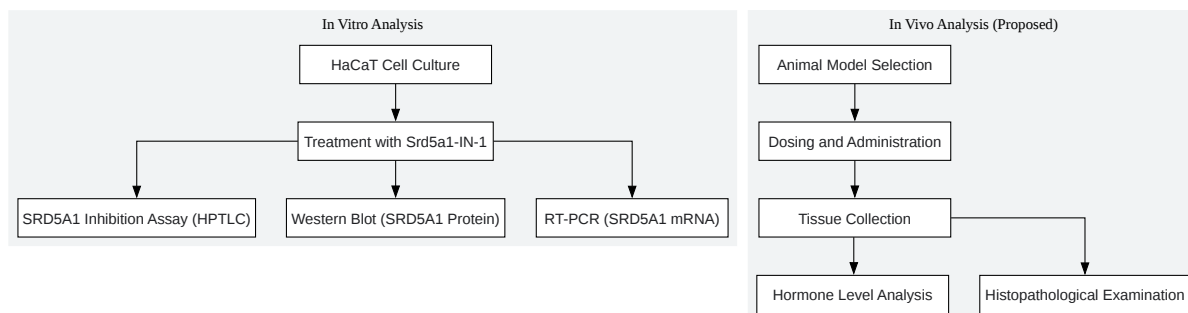 In Vitro Analysis
HaCaT Cell Culture
Treatment with Srd5a1-IN-1
SRD5A1 Inhibition Assay (HPTLC)
Western Blot (SRD5A1 Protein)
RT-PCR (SRD5A1 mRNA)
In Vivo Analysis (Proposed)
Animal Model Selection
Dosing and Administration
Tissue Collection
Hormone Level Analysis
Histopathological Examination